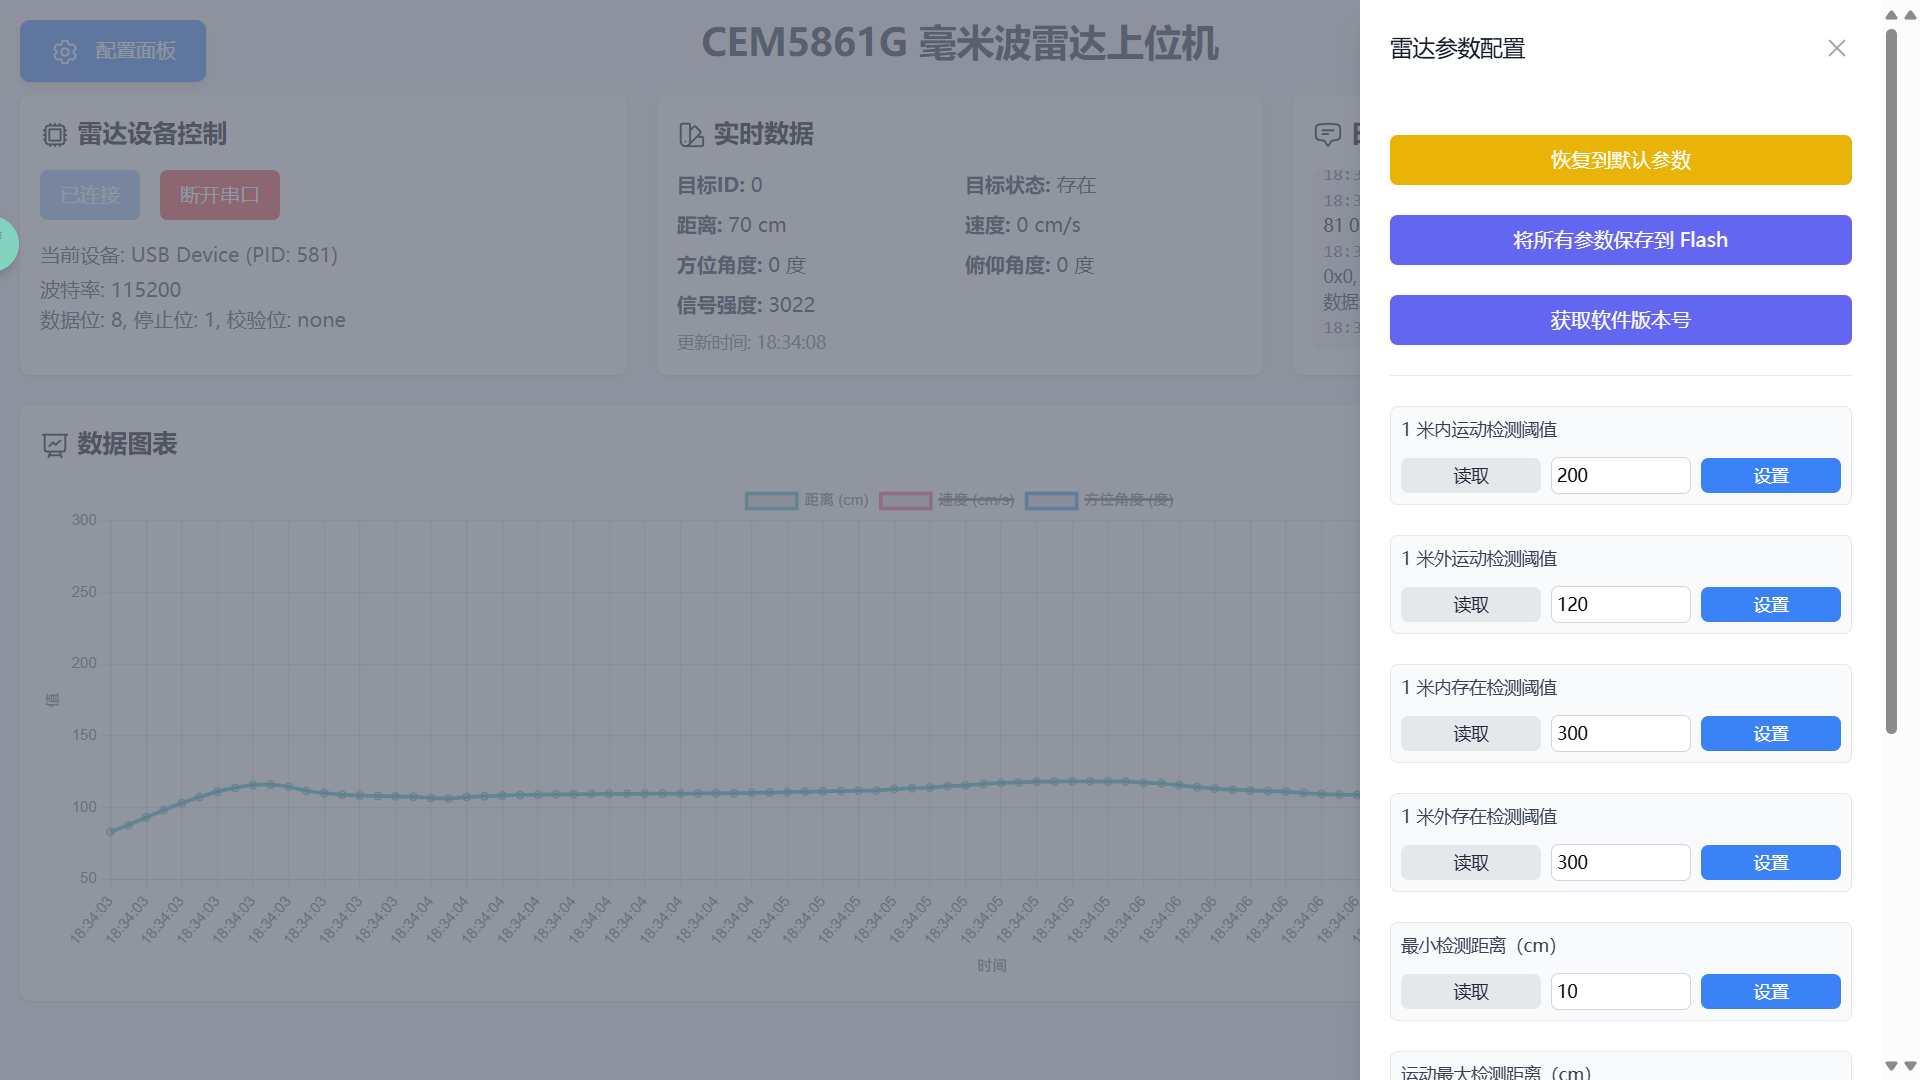 配置面板
CEM5861G 毫米波雷达上位机
雷达设备控制
已连接
断开串口
当前设备: USB Device (PID: 581)
波特率: 115200
数据位: 8, 停止位: 1, 校验位: none
实时数据
目标ID: 0
目标状态: 存在
距离: 70 cm
速度: 0 cm/s
方位角度: 0 度
俯仰角度: 0 度
信号强度: 3022
更新时间: 18:34:08
18:3
18:3
81 0
18:3
0x0,
数据
18:3
数据图表
距离 (cm)
速度 (cm/s)
方位角度 (度)
300
250
200
150
100
50
值
18:34:03
18:34:03
18:34:03
18:34:03
18:34:03
18:34:03
18:34:03
18:34:03
18:34:03
18:34:04
18:34:04
18:34:04
18:34:04
18:34:04
18:34:04
18:34:04
18:34:04
18:34:04
18:34:04
18:34:05
18:34:05
18:34:05
18:34:05
18:34:05
18:34:05
18:34:05
18:34:05
18:34:05
18:34:05
18:34:06
18:34:06
18:34:06
18:34:06
18:34:06
18:34:06
18:34:06
时间
雷达参数配置
恢复到默认参数
将所有参数保存到 Flash
获取软件版本号
1 米内运动检测阈值
读取
200
设置
1 米外运动检测阈值
读取
120
设置
1 米内存在检测阈值
读取
300
设置
1 米外存在检测阈值
读取
300
设置
最小检测距离（cm）
读取
10
设置
运动最大检测距离（cm）